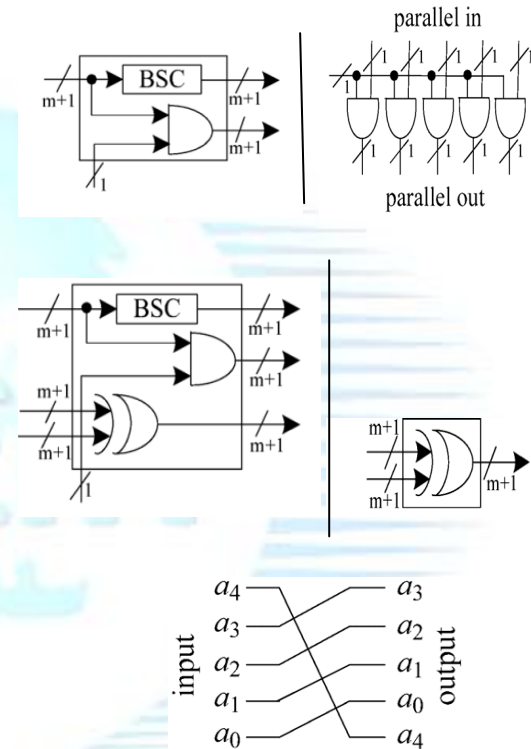 parallel in
BSC
m+1
m+1
m+1
1
1
1
1
1
1
1
1
1
1
1
1
parallel out
BSC
m+1
m+1
m+1
m+1
m+1
m+1
1
m+1
m+1
m+1
input
a4 a3
a3 a2
a2 a1
a1 a0
a0 a4
output